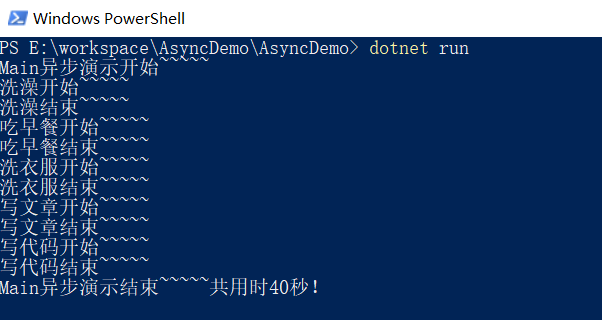 Windows PowerShell
PS E:\workspace\AsyncDemo\AsyncDemo> dotnet run
Main异步演示开始~~~~~
洗澡开始~~~~~
洗澡结束~~~~~
吃早餐开始~~~~~
吃早餐结束~~~~~
洗衣服开始~~~~~
洗衣服结束~~~~~
写文章开始~~~~~
写文章结束~~~~~
写代码开始~~~~~
写代码结束~~~~~
Main异步演示结束~~~~~共用时40秒!